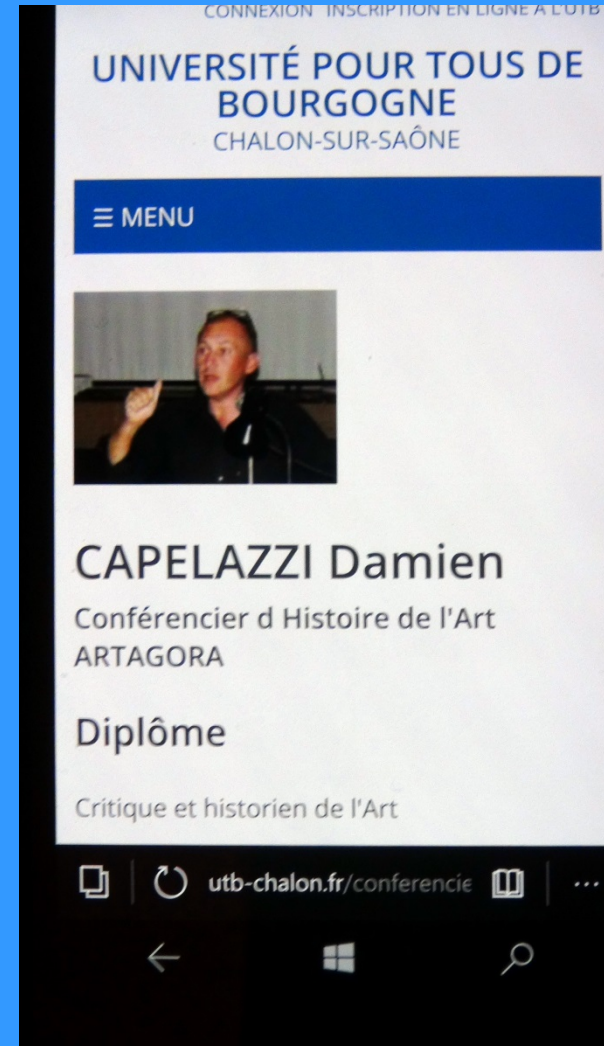 CONNEXION INSCRIPTION EN LIGNE À L'UTB
UNIVERSITÉ POUR TOUS DE
BOURGOGNE
CHALON-SUR-SAÔNE
☰ MENU
CAPELAZZI Damien
Conférencier d Histoire de l'Art
ARTAGORA
Diplôme
Critique et historien de l'Art
utb-chalon.fr/conferencie